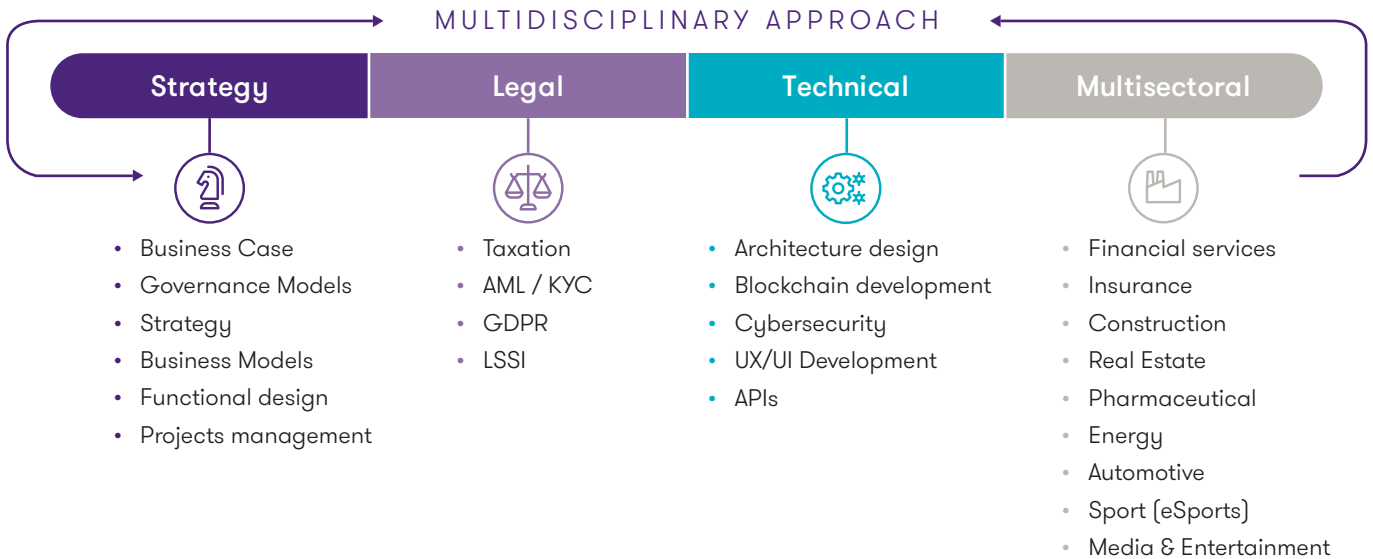 MULTIDISCIPLINARY APPROACH
Strategy
Legal
Technical
Multisectoral
• Business Case
• Governance Models
• Strategy
• Business Models
• Functional design
• Projects management
• Taxation
• AML / KYC
• GDPR
• LSSI
• Architecture design
• Blockchain development
• Cybersecurity
• UX/UI Development
• APIs
• Financial services
• Insurance
• Construction
• Real Estate
• Pharmaceutical
• Energy
• Automotive
• Sport (eSports)
• Media & Entertainment